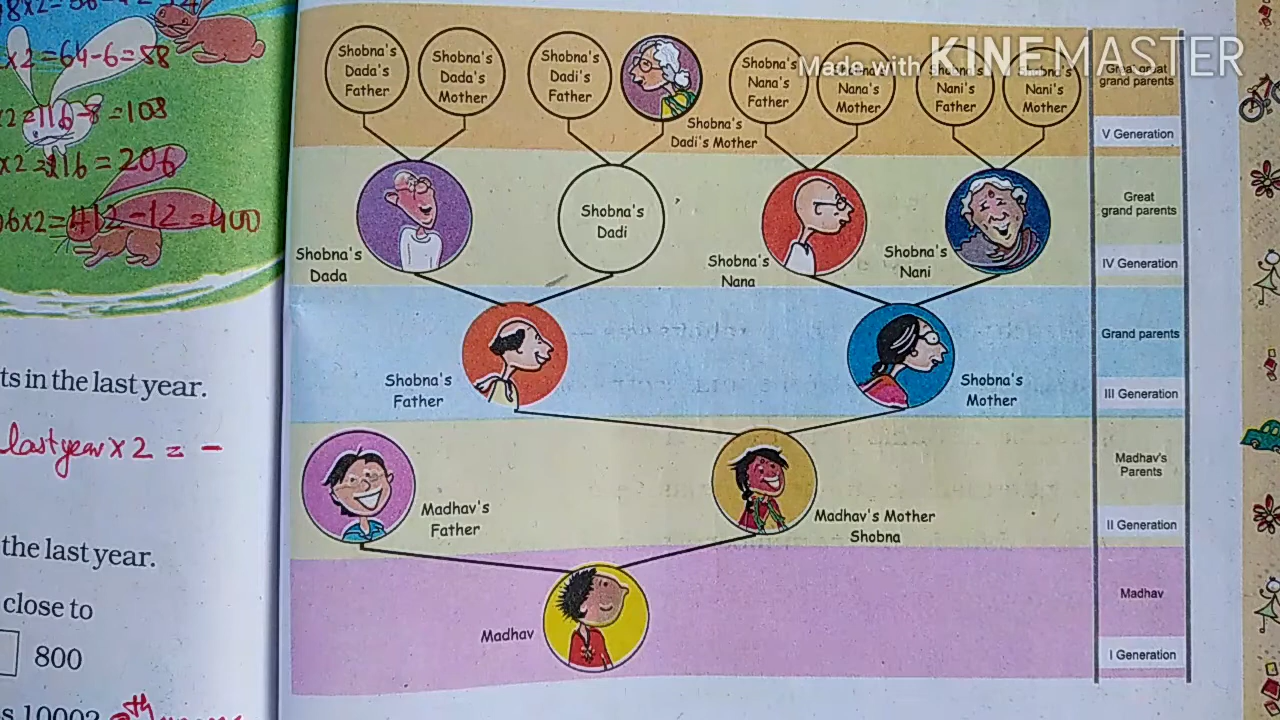 x2=64-6=58
x2=116-8=108
x2=216=206
06x2=412-12=400
ts in the last year.
last year x 2 = -
the last year.
close to
800
Made with KINEMASTER
Shobna's
Dada's
Father
Shobna's
Dada's
Mother
Shobna's
Dadi's
Father
Shobna's
Dadi's Mother
Shobna's
Nana's
Father
Shobna's
Nana's
Mother
Shobna's
Nani's
Father
Shobna's
Nani's
Mother
Great great
grand parents
V Generation
Shobna's
Dada
Shobna's
Dadi
Shobna's
Nana
Shobna's
Nani
Great
grand parents
IV Generation
Shobna's
Father
Shobna's
Mother
Grand parents
III Generation
Madhav's
Father
Madhav's Mother
Shobna
Madhav's
Parents
II Generation
Madhav
Madhav
I Generation